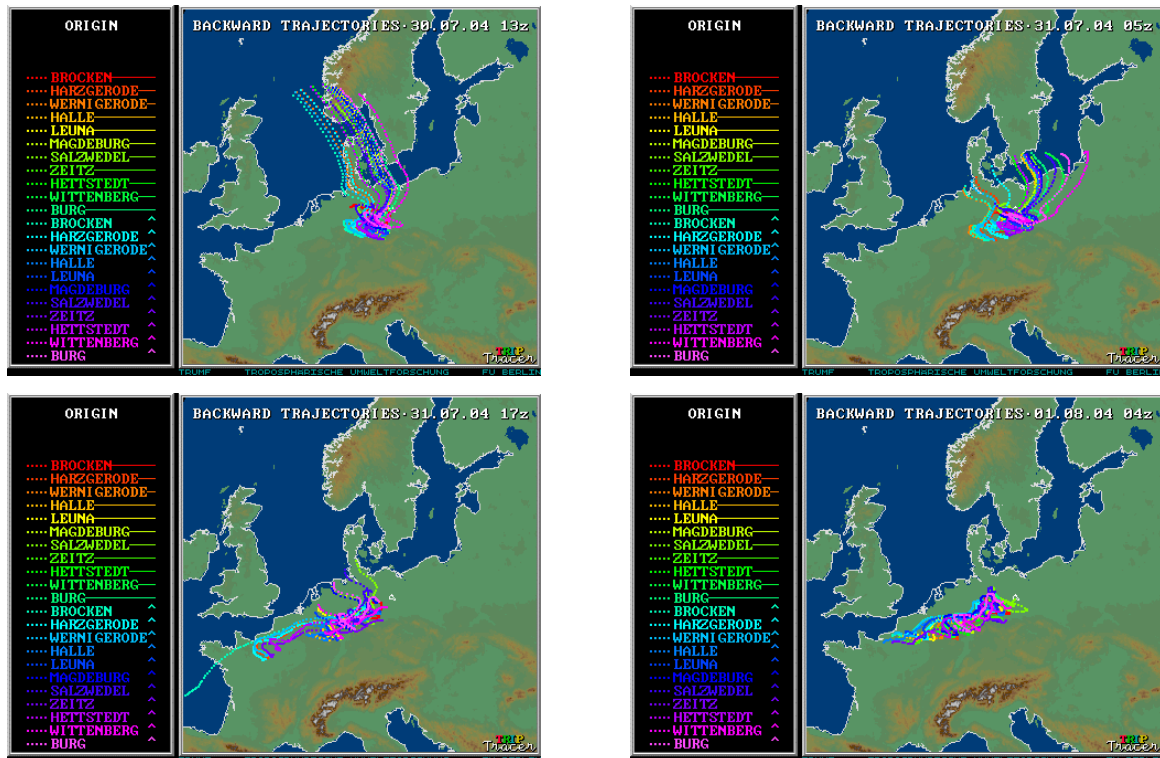 ORIGIN
BACKWARD TRAJECTORIES·30.07.04 13z
BROCKEN
HARZGERODE
WERNIGERODE
HALLE
LEUNA
MAGDEBURG
SALZWEDEL
ZEITZ
HETTSTEDT
WITTENBERG
BURG
BROCKEN ^
HARZGERODE ^
WERNIGERODE ^
HALLE ^
LEUNA ^
MAGDEBURG ^
SALZWEDEL ^
ZEITZ ^
HETTSTEDT ^
WITTENBERG ^
BURG ^
TRIP
Tracer
TRUMF TROPOSPHÄRISCHE UMWELTFORSCHUNG FU BERLIN
ORIGIN
BACKWARD TRAJECTORIES·31.07.04 05z
BROCKEN
HARZGERODE
WERNIGERODE
HALLE
LEUNA
MAGDEBURG
SALZWEDEL
ZEITZ
HETTSTEDT
WITTENBERG
BURG
BROCKEN ^
HARZGERODE ^
WERNIGERODE ^
HALLE ^
LEUNA ^
MAGDEBURG ^
SALZWEDEL ^
ZEITZ ^
HETTSTEDT ^
WITTENBERG ^
BURG ^
TRIP
Tracer
TRUMF TROPOSPHÄRISCHE UMWELTFORSCHUNG FU BERLIN
ORIGIN
BACKWARD TRAJECTORIES·31.07.04 17z
BROCKEN
HARZGERODE
WERNIGERODE
HALLE
LEUNA
MAGDEBURG
SALZWEDEL
ZEITZ
HETTSTEDT
WITTENBERG
BURG
BROCKEN ^
HARZGERODE ^
WERNIGERODE ^
HALLE ^
LEUNA ^
MAGDEBURG ^
SALZWEDEL ^
ZEITZ ^
HETTSTEDT ^
WITTENBERG ^
BURG ^
TRIP
Tracer
ORIGIN
BACKWARD TRAJECTORIES·01.08.04 04z
BROCKEN
HARZGERODE
WERNIGERODE
HALLE
LEUNA
MAGDEBURG
SALZWEDEL
ZEITZ
HETTSTEDT
WITTENBERG
BURG
BROCKEN ^
HARZGERODE ^
WERNIGERODE ^
HALLE ^
LEUNA ^
MAGDEBURG ^
SALZWEDEL ^
ZEITZ ^
HETTSTEDT ^
WITTENBERG ^
BURG ^
TRIP
Tracer